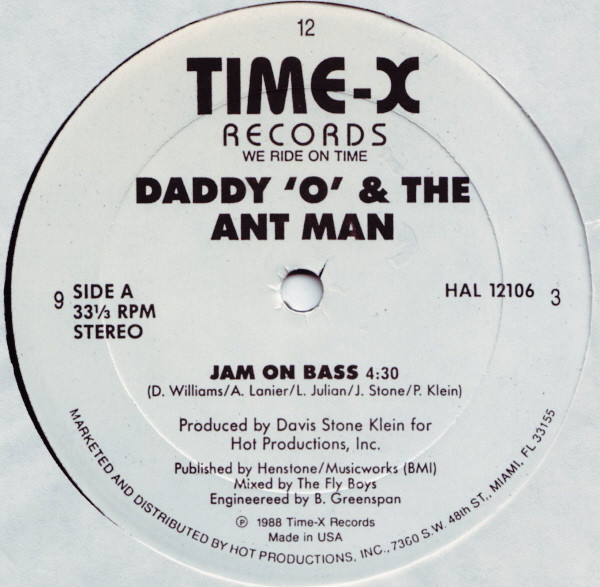 12
TIME-X
RECORDS
WE RIDE ON TIME
DADDY 'O' & THE
ANT MAN
9
SIDE A
33⅓ RPM
STEREO
HAL 12106
3
JAM ON BASS 4:30
(D. Williams/A. Lanier/L. Julian/J. Stone/P. Klein)
Produced by Davis Stone Klein for
Hot Productions, Inc.
Published by Henstone/Musicworks (BMI)
Mixed by The Fly Boys
Engineereed by B. Greenspan
℗ 1988 Time-X Records
Made in USA
MARKETED AND DISTRIBUTED BY HOT PRODUCTIONS, INC., 7360 S.W. 48th ST,, MIAMI, FL 33155